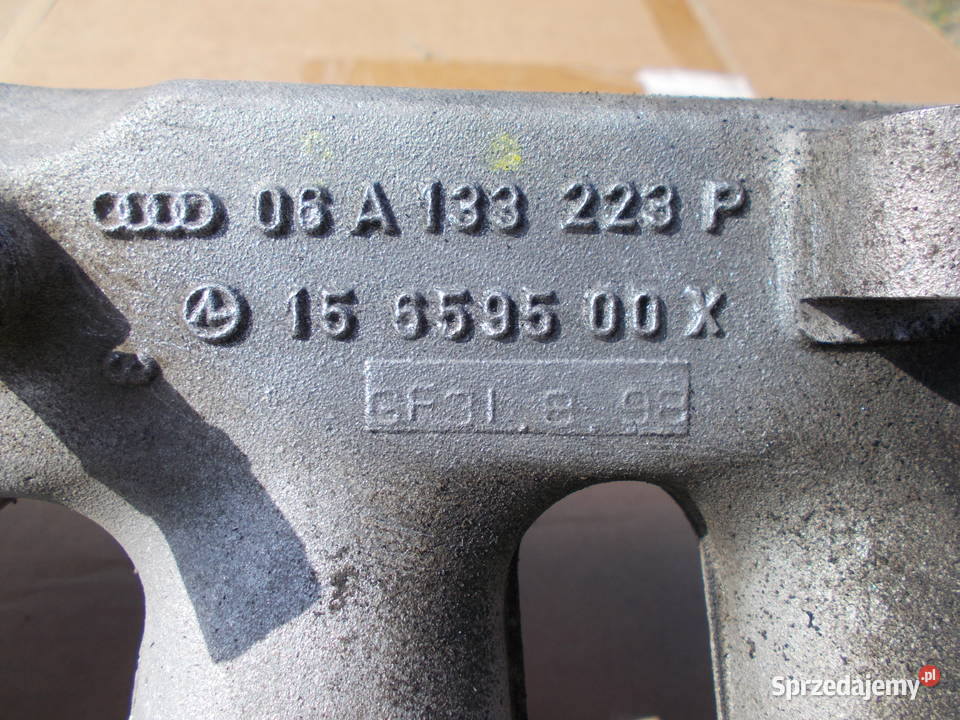 06 A 133 223 P
15 6595 00 X
Sprzedajemy.pl